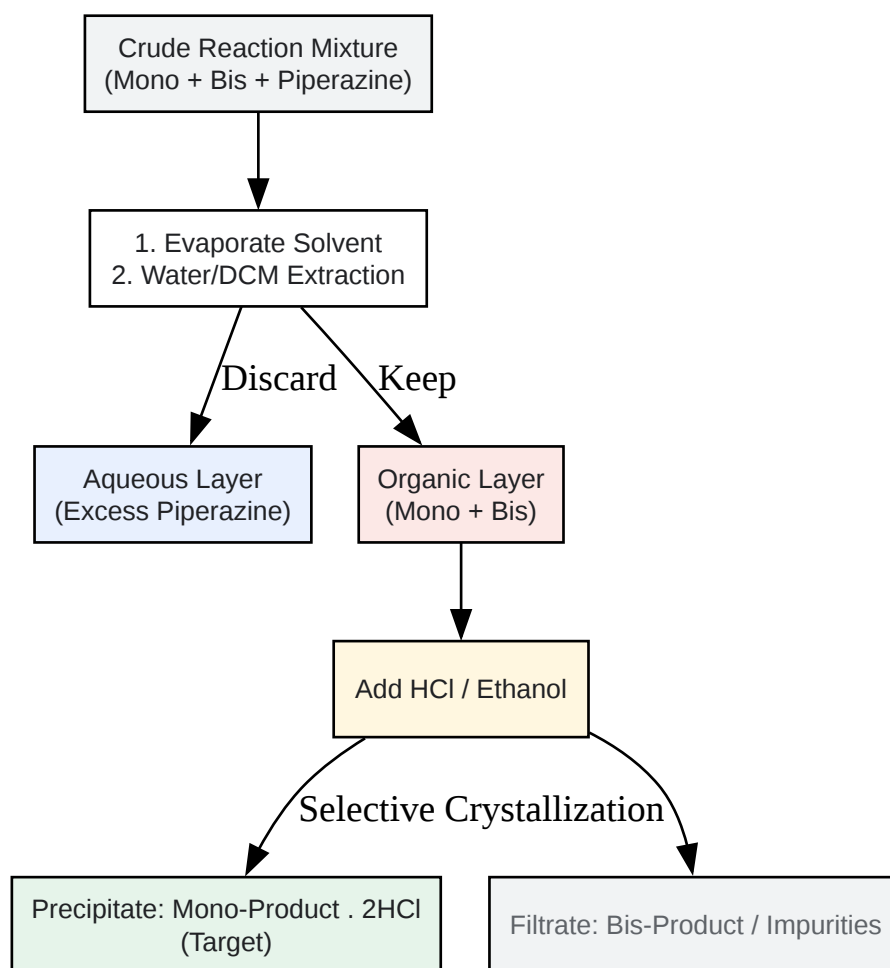 Crude Reaction Mixture
(Mono + Bis + Piperazine)
1. Evaporate Solvent
2. Water/DCM Extraction
Discard
Keep
Aqueous Layer
(Excess Piperazine)
Organic Layer
(Mono + Bis)
Add HCl / Ethanol
Selective Crystallization
Precipitate: Mono-Product . 2HCl
(Target)
Filtrate: Bis-Product / Impurities